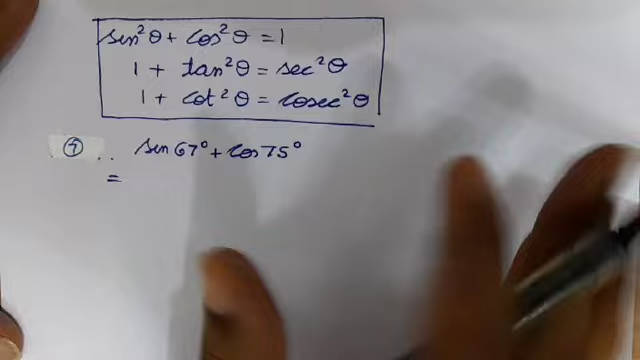 sin²θ + cos²θ = 1
1 + tan²θ = sec²θ
1 + cot²θ = cosec²θ
7 .. sin 67° + cos 75°
=